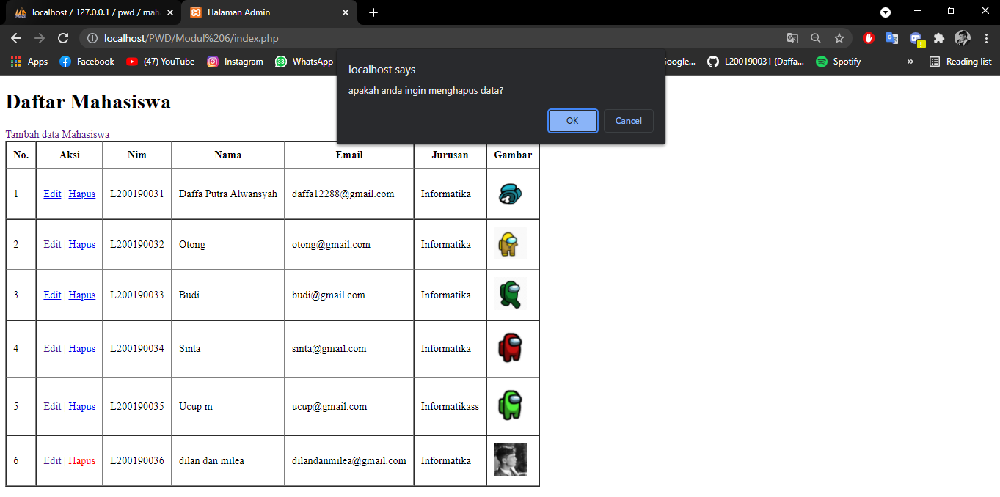 localhost / 127.0.0.1 / pwd / mah
Halaman Admin
localhost/PWD/Modul%206/index.php
Apps Facebook (47) YouTube Instagram WhatsApp Google... L200190031 (Daffa... Spotify » Reading list
localhost says
apakah anda ingin menghapus data?
OK Cancel
Daftar Mahasiswa
Tambah data Mahasiswa
No. Aksi Nim Nama Email Jurusan Gambar
1 Edit | Hapus L200190031 Daffa Putra Alwansyah daffa12288@gmail.com Informatika
2 Edit | Hapus L200190032 Otong otong@gmail.com Informatika
3 Edit | Hapus L200190033 Budi budi@gmail.com Informatika
4 Edit | Hapus L200190034 Sinta sinta@gmail.com Informatika
5 Edit | Hapus L200190035 Ucup m ucup@gmail.com Informatikass
6 Edit | Hapus L200190036 dilan dan milea dilandanmilea@gmail.com Informatika